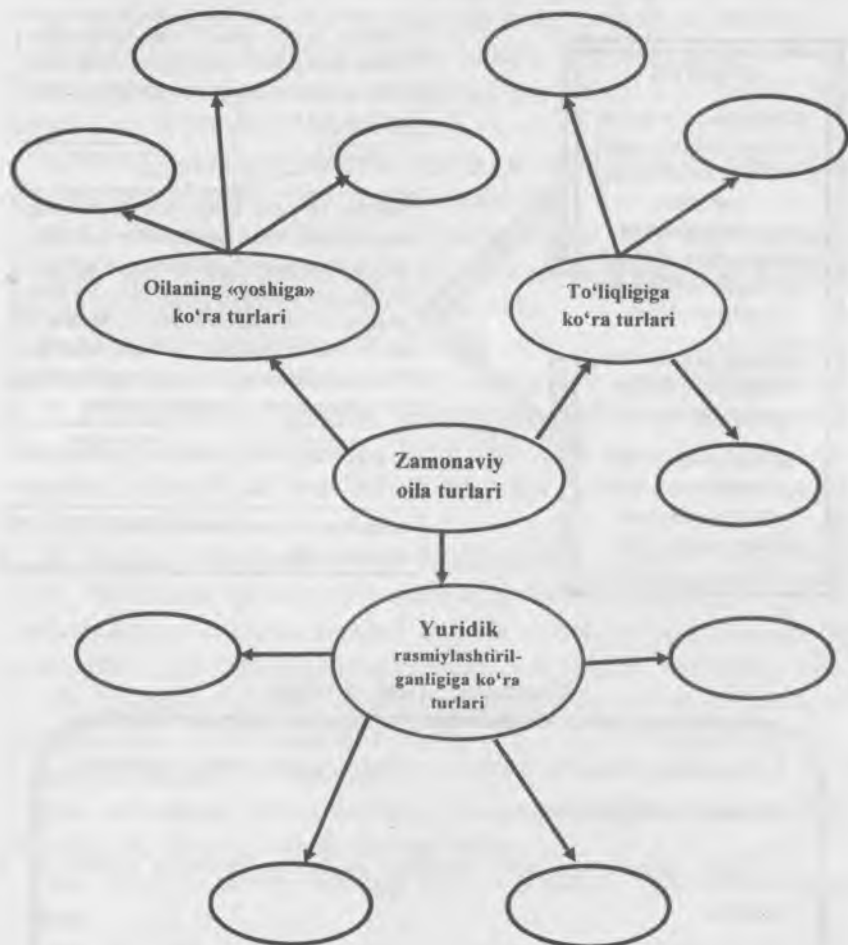 Oilaning «yoshiga»
ko‘ra turlari
To‘liqligiga
ko‘ra turlari
Zamonaviy
oila turlari
Yuridik
rasmiylashtiril-
ganligiga ko‘ra
turlari